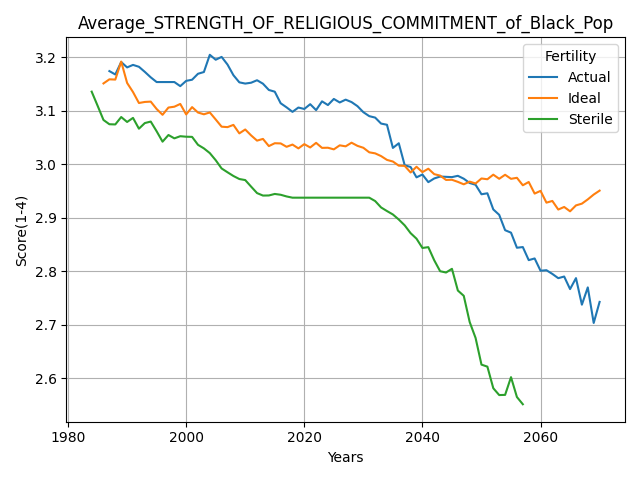 Average_STRENGTH_OF_RELIGIOUS_COMMITMENT_of_Black_Pop
Fertility
Actual
Ideal
Sterile
Score(1-4)
3.2
3.1
3.0
2.9
2.8
2.7
2.6
1980 2000 2020 2040 2060
Years